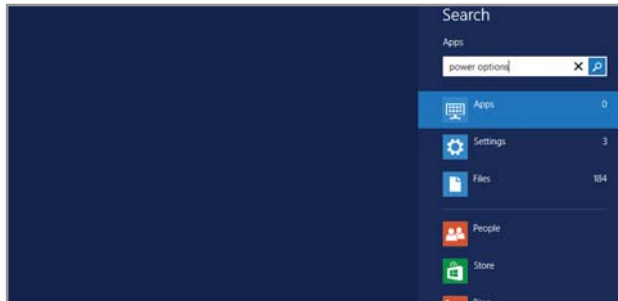 Search
Apps
power options
Apps 0
Settings 3
Files 184
People
Store